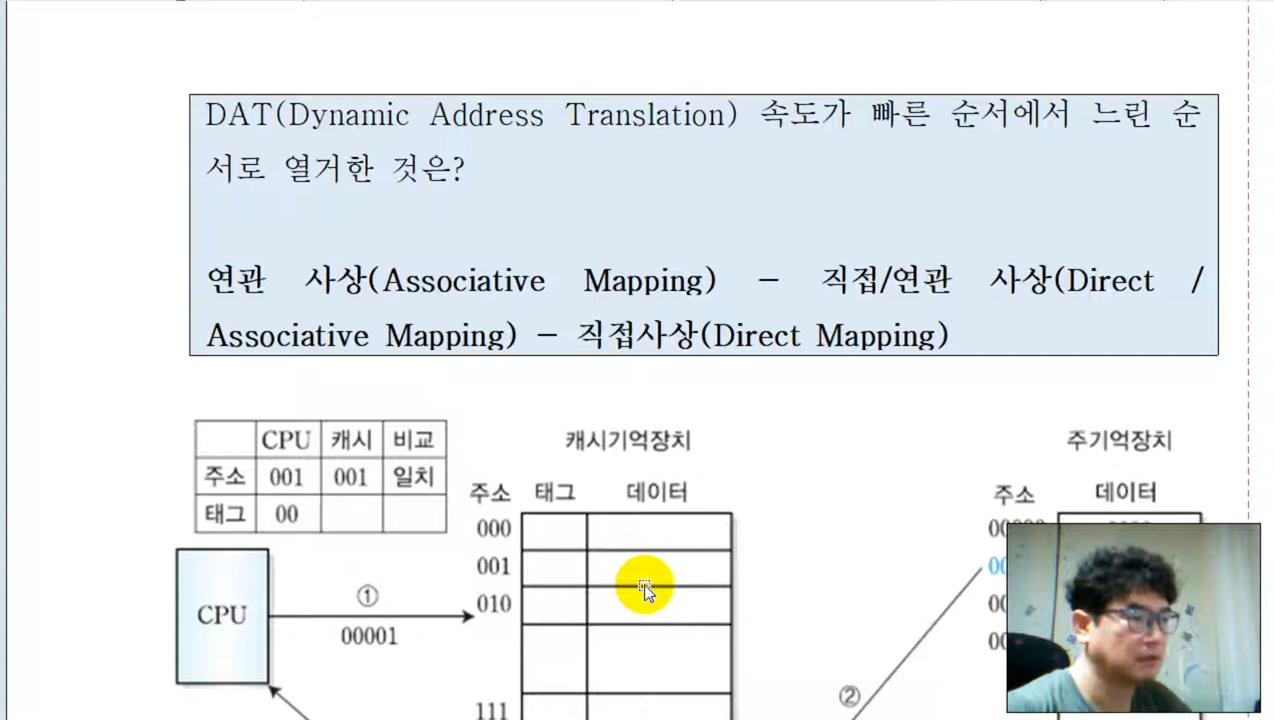 DAT(Dynamic Address Translation) 속도가 빠른 순서에서 느린 순
서로 열거한 것은?
연관 사상(Associative Mapping) - 직접/연관 사상(Direct /
Associative Mapping) - 직접사상(Direct Mapping)
CPU 캐시 비교
주소 001 001 일치
태그 00
캐시기억장치
주소 태그 데이터
000
001
010
111
CPU
①
00001
주기억장치
주소 데이터
②